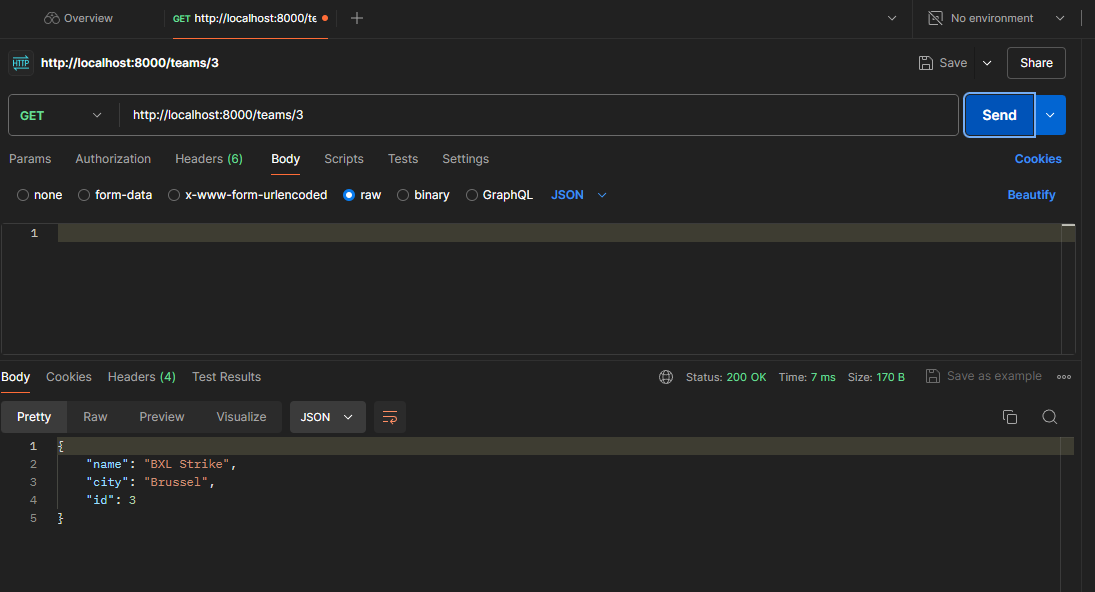 Overview GET http://localhost:8000/te No environment
HTTP http://localhost:8000/teams/3 Save Share
GET http://localhost:8000/teams/3 Send
Params Authorization Headers (6) Body Scripts Tests Settings Cookies
none form-data x-www-form-urlencoded raw binary GraphQL JSON Beautify
1
Body Cookies Headers (4) Test Results Status: 200 OK Time: 7 ms Size: 170 B Save as example
Pretty Raw Preview Visualize JSON
1 {
2 "name": "BXL Strike",
3 "city": "Brussel",
4 "id": 3
5 }